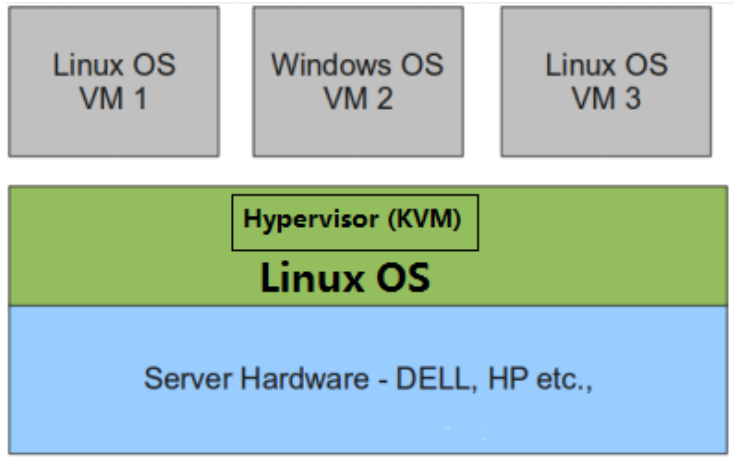 Linux OS
VM 1
Windows OS
VM 2
Linux OS
VM 3
Hypervisor (KVM)
Linux OS
Server Hardware - DELL, HP etc.,